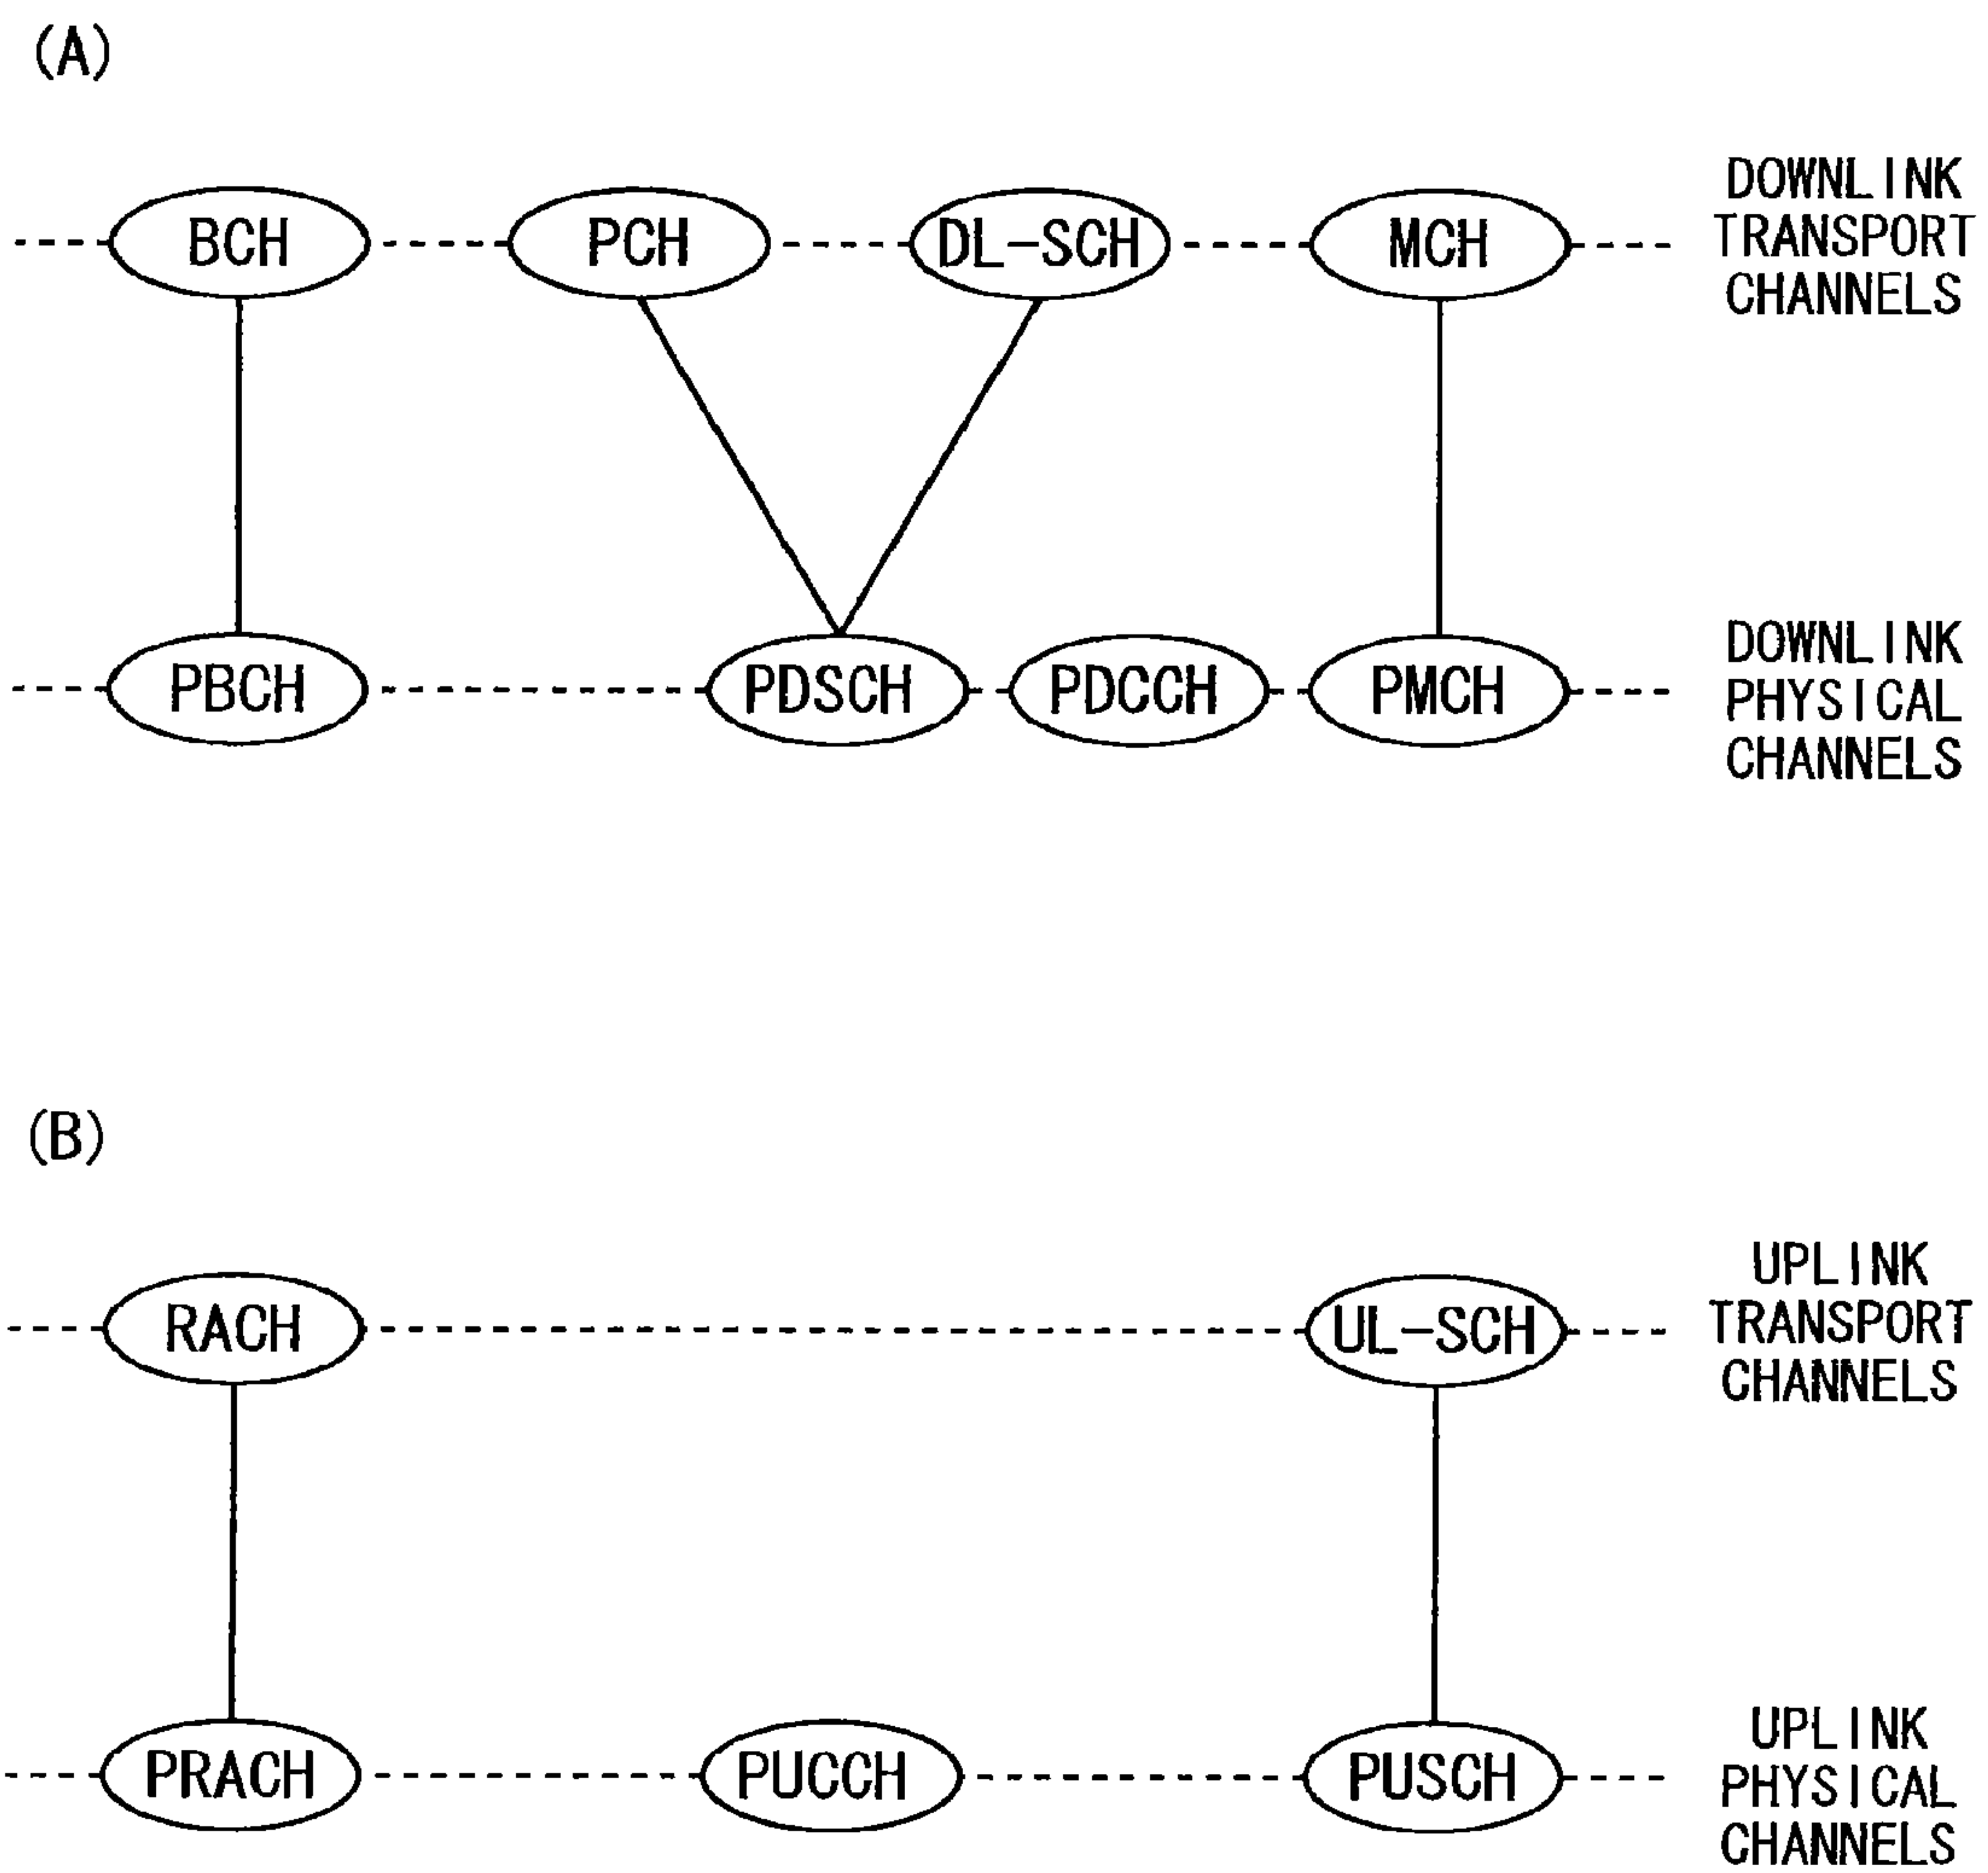 (A)
BCH PCH DL-SCH MCH
DOWNLINK
TRANSPORT
CHANNELS
PBCH PDSCH PDCCH PMCH
DOWNLINK
PHYSICAL
CHANNELS
(B)
RACH UL-SCH
UPLINK
TRANSPORT
CHANNELS
PRACH PUCCH PUSCH
UPLINK
PHYSICAL
CHANNELS